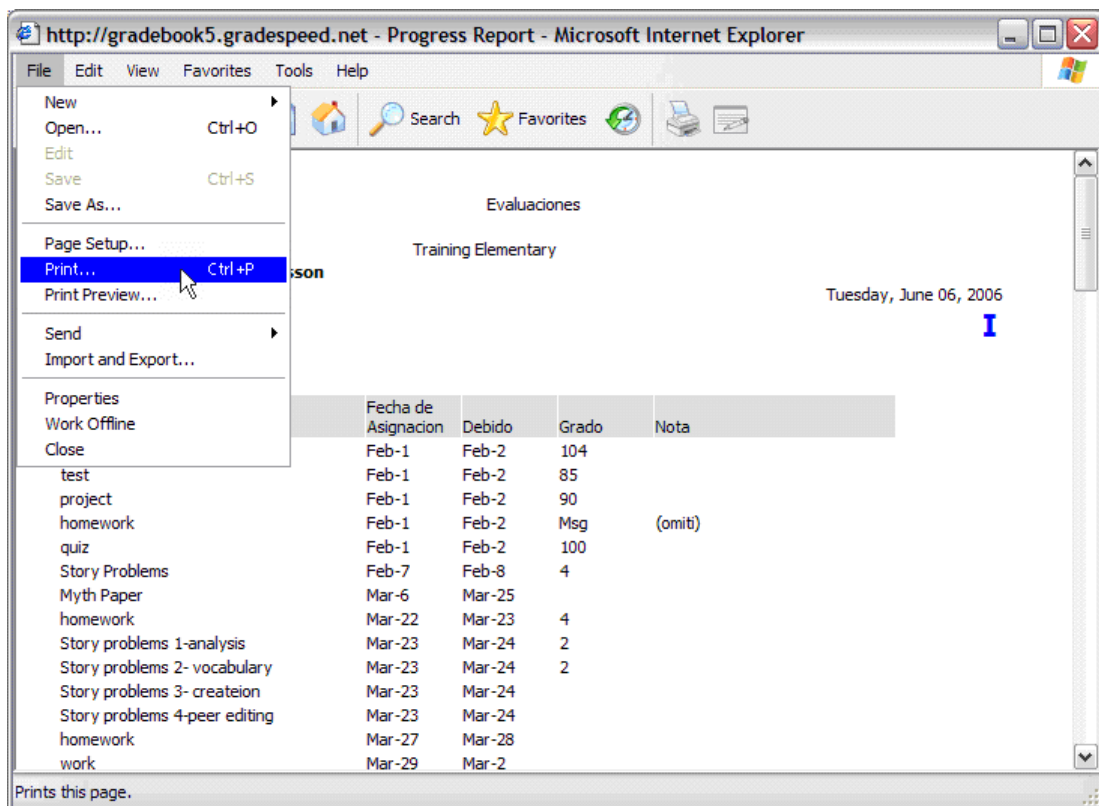 http://gradebook5.gradespeed.net - Progress Report - Microsoft Internet Explorer
File Edit View Favorites Tools Help
New
Open... Ctrl+O
Edit
Save Ctrl+S
Save As...
Page Setup...
Print... Ctrl+P
Print Preview...
Send
Import and Export...
Properties
Work Offline
Close
Search Favorites
Evaluaciones
Training Elementary
sson
Tuesday, June 06, 2006
I
Fecha de
Asignacion Debido Grado Nota
Feb-1 Feb-2 104
test Feb-1 Feb-2 85
project Feb-1 Feb-2 90
homework Feb-1 Feb-2 Msg (omiti)
quiz Feb-1 Feb-2 100
Story Problems Feb-7 Feb-8 4
Myth Paper Mar-6 Mar-25
homework Mar-22 Mar-23 4
Story problems 1-analysis Mar-23 Mar-24 2
Story problems 2- vocabulary Mar-23 Mar-24 2
Story problems 3- createion Mar-23 Mar-24
Story problems 4-peer editing Mar-23 Mar-24
homework Mar-27 Mar-28
work Mar-29 Mar-2
Prints this page.